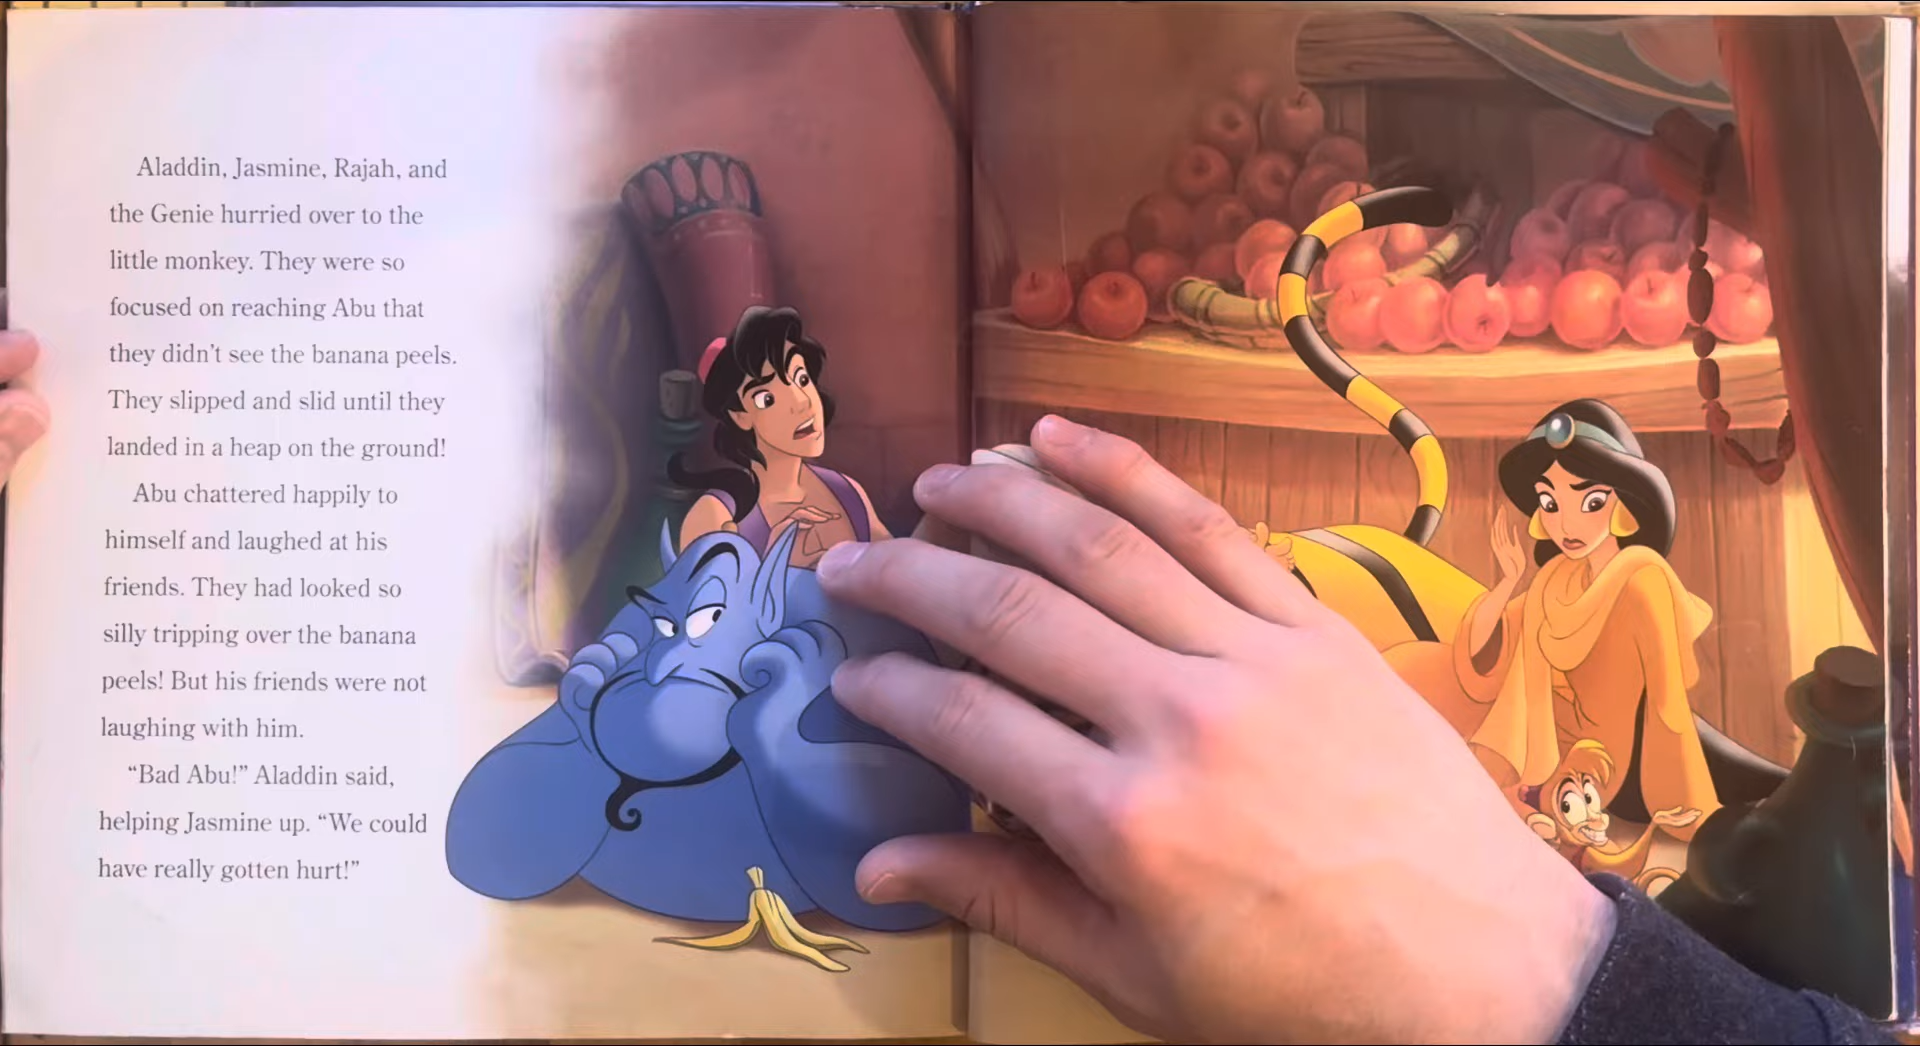 Aladdin, Jasmine, Rajah, and
the Genie hurried over to the
little monkey. They were so
focused on reaching Abu that
they didn't see the banana peels.
They slipped and slid until they
landed in a heap on the ground!
Abu chattered happily to
himself and laughed at his
friends. They had looked so
silly tripping over the banana
peels! But his friends were not
laughing with him.
“Bad Abu!” Aladdin said,
helping Jasmine up. “We could
have really gotten hurt!”